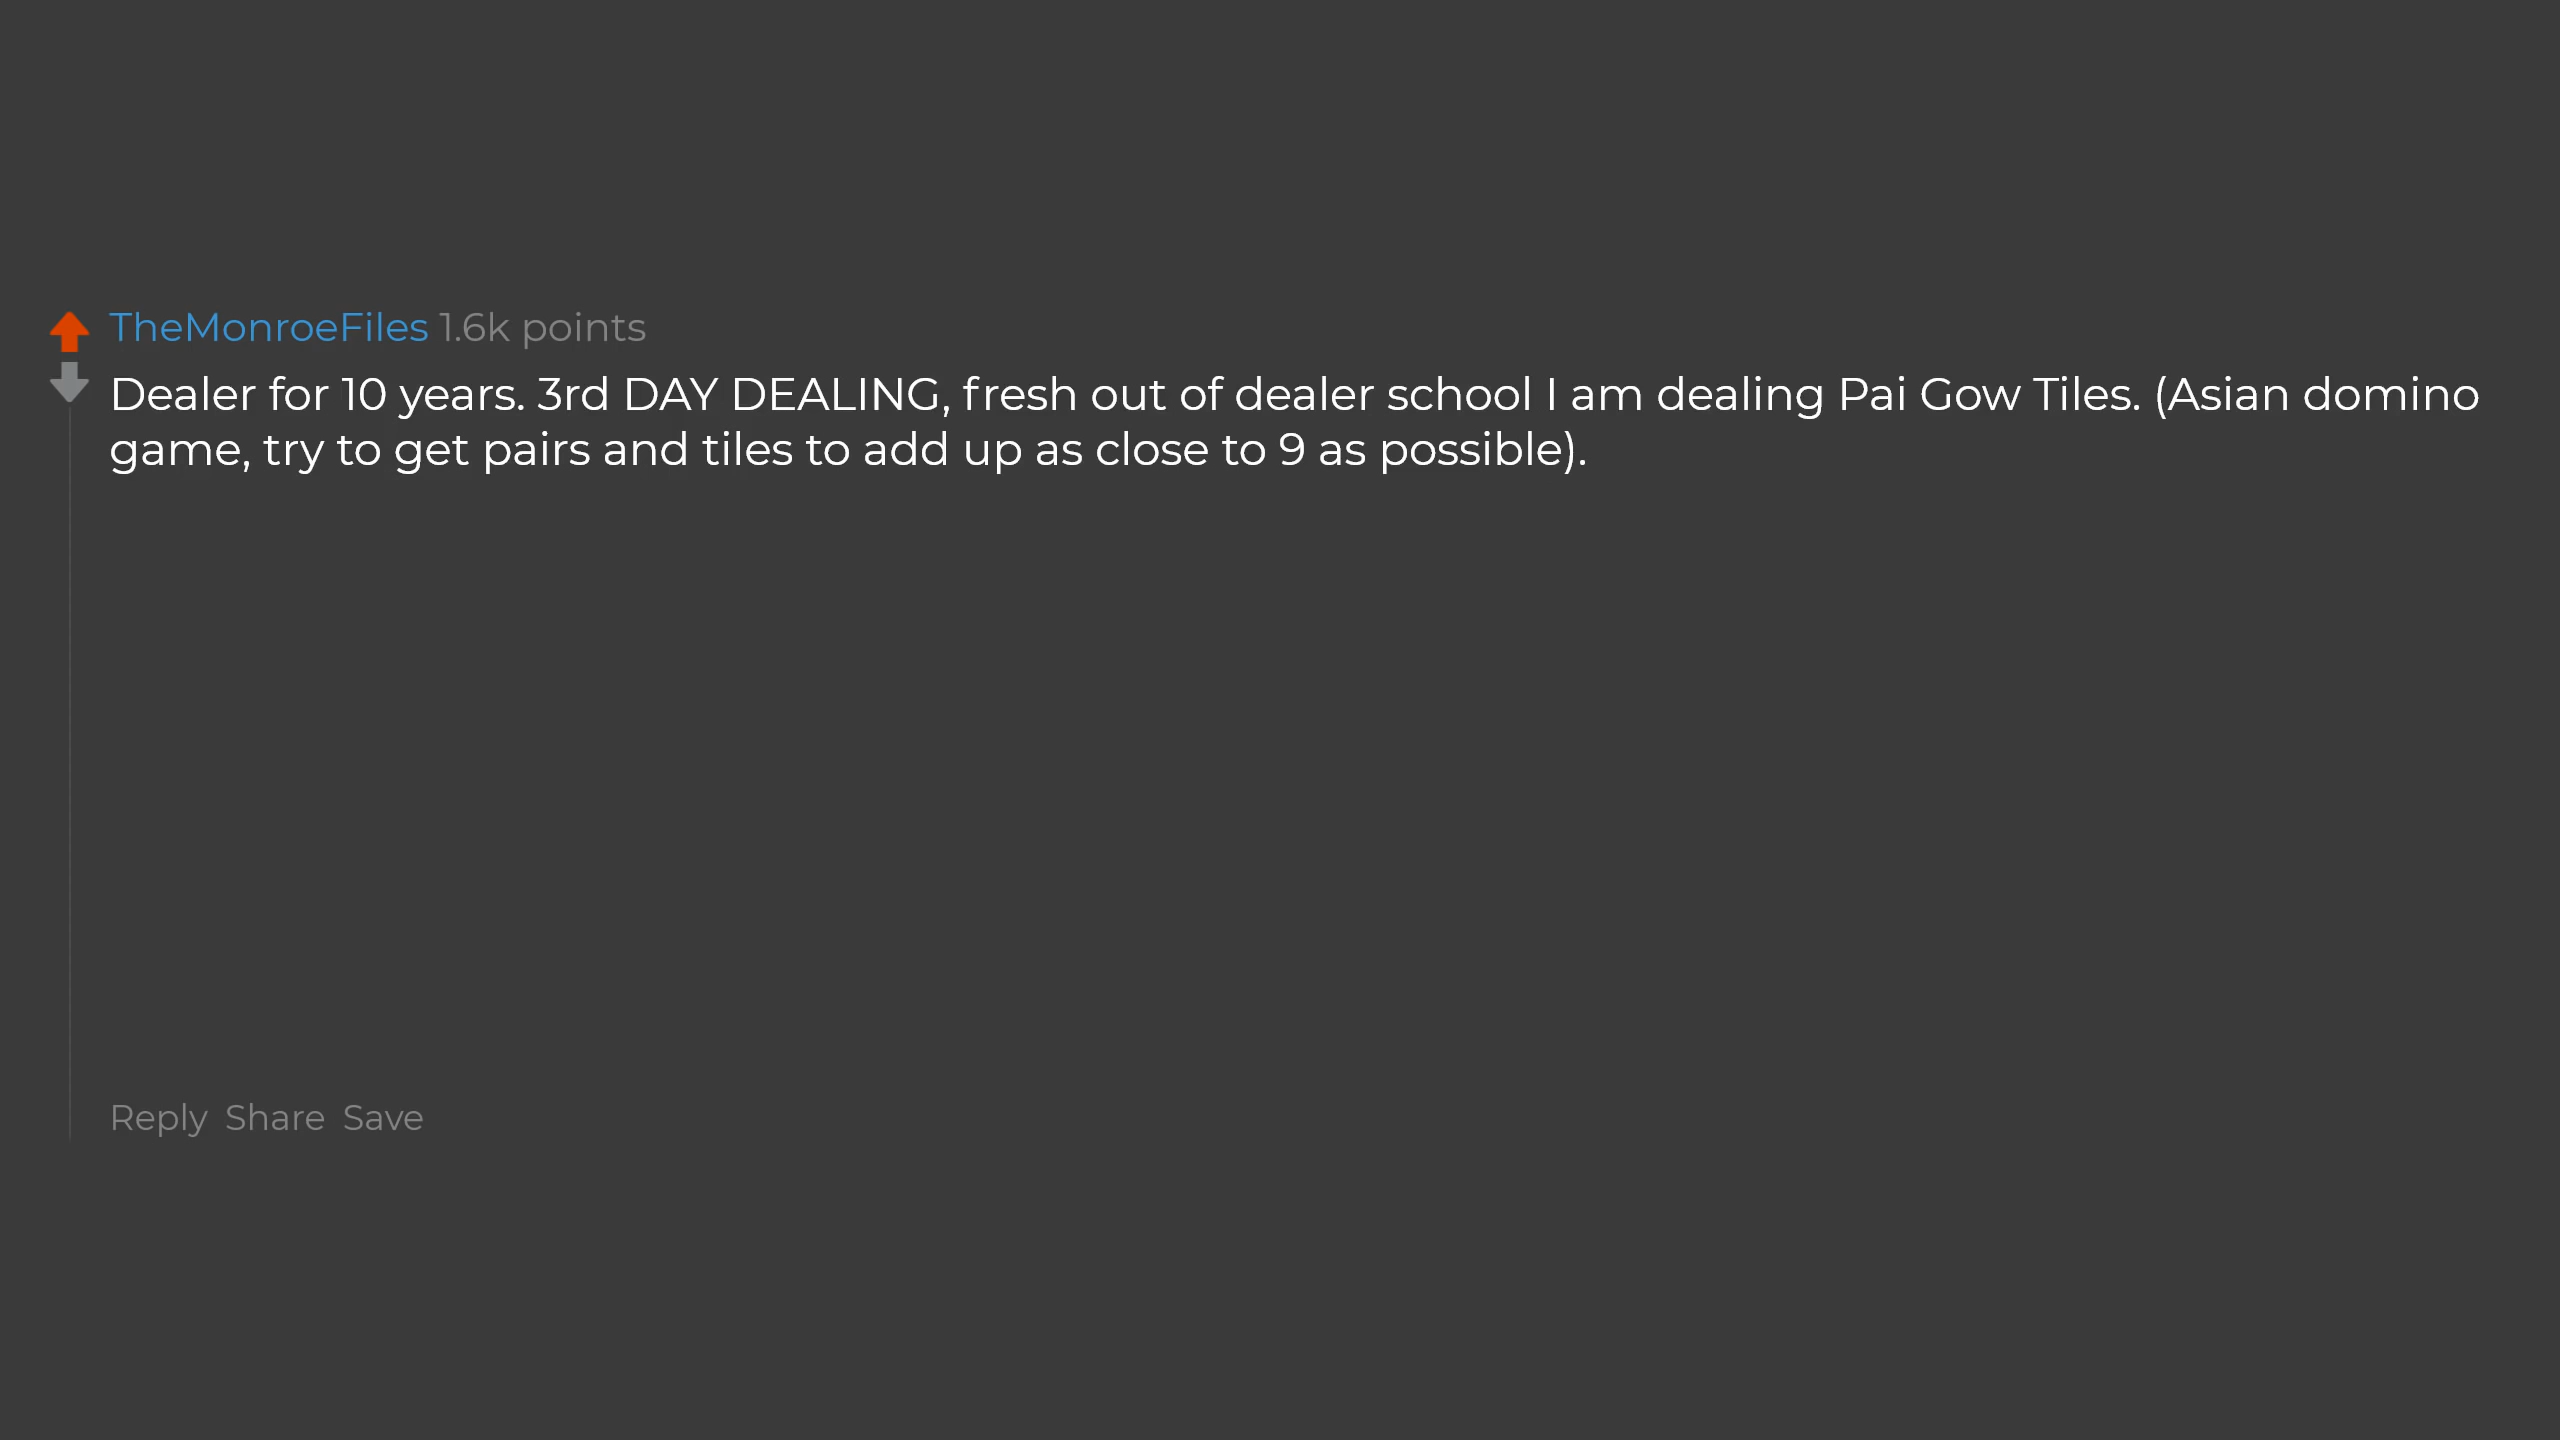 TheMonroeFiles 1.6k points
Dealer for 10 years. 3rd DAY DEALING, fresh out of dealer school I am dealing Pai Gow Tiles. (Asian domino
game, try to get pairs and tiles to add up as close to 9 as possible).
Reply Share Save